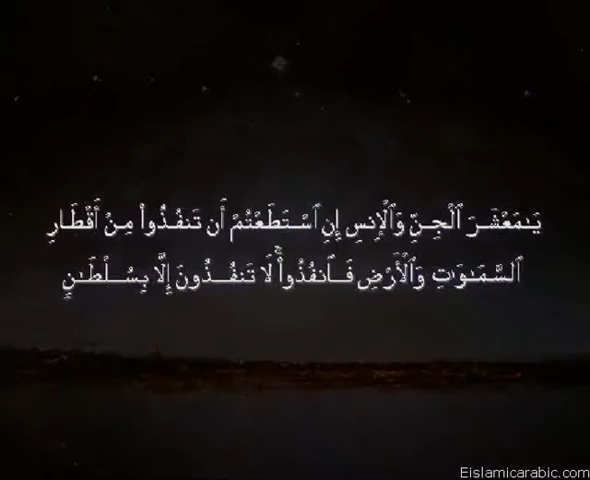 يَـٰمَعْشَرَ ٱلْجِنِّ وَٱلْإِنسِ إِنِ ٱسْتَطَعْتُمْ أَن تَنفُذُوا۟ مِنْ أَقْطَارِ
ٱلسَّمَـٰوَٰتِ وَٱلْأَرْضِ فَٱنفُذُوا۟ ۚ لَا تَنفُذُونَ إِلَّا بِسُلْطَـٰنٍ
Eislamicarabic.com